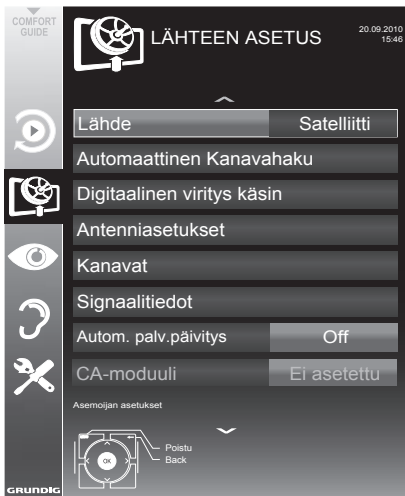 COMFORT
GUIDE
LÄHTEEN ASETUS
20.09.2010
15:46
Lähde Satelliitti
Automaattinen Kanavahaku
Digitaalinen viritys käsin
Antenniasetukset
Kanavat
Signaalitiedot
Autom. palv.päivitys Off
CA-moduuli Ei asetettu
Asemoijan asetukset
Poistu
Back
OK
GRUNDIG